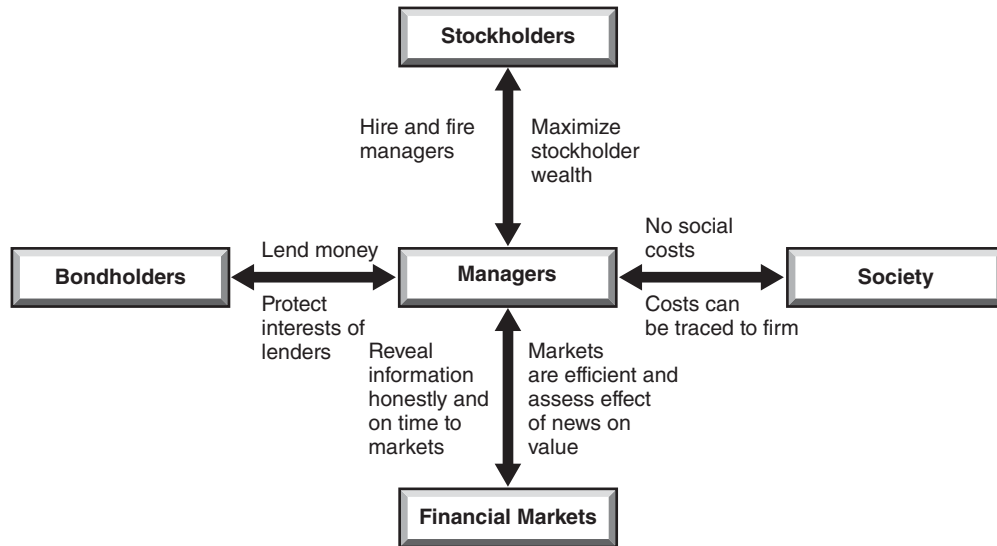 Stockholders
Hire and fire
managers
Maximize
stockholder
wealth
Bondholders
Lend money
Protect
interests of
lenders
Managers
No social
costs
Costs can
be traced to firm
Society
Reveal
information
honestly and
on time to
markets
Markets
are efficient and
assess effect
of news on
value
Financial Markets